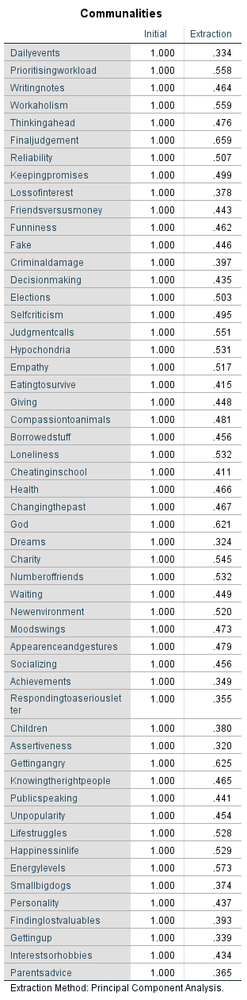 Communalities
Initial Extraction
Dailyevents 1.000 .334
Prioritisingworkload 1.000 .558
Writingnotes 1.000 .464
Workaholism 1.000 .559
Thinkingahead 1.000 .476
Finaljudgement 1.000 .659
Reliability 1.000 .507
Keepingpromises 1.000 .499
Lossofinterest 1.000 .378
Friendsversusmoney 1.000 .443
Funniness 1.000 .462
Fake 1.000 .446
Criminaldamage 1.000 .397
Decisionmaking 1.000 .435
Elections 1.000 .503
Selfcriticism 1.000 .495
Judgmentcalls 1.000 .551
Hypochondria 1.000 .531
Empathy 1.000 .517
Eatingtosurvive 1.000 .415
Giving 1.000 .448
Compassiontoanimals 1.000 .481
Borrowedstuff 1.000 .456
Loneliness 1.000 .532
Cheatinginschool 1.000 .411
Health 1.000 .466
Changingthepast 1.000 .467
God 1.000 .621
Dreams 1.000 .324
Charity 1.000 .545
Numberoffriends 1.000 .532
Waiting 1.000 .449
Newenvironment 1.000 .520
Moodswings 1.000 .473
Appearenceandgestures 1.000 .479
Socializing 1.000 .456
Achievements 1.000 .349
Respondingtoaseriouslet 1.000 .355
ter
Children 1.000 .380
Assertiveness 1.000 .320
Gettingangry 1.000 .625
Knowingtherightpeople 1.000 .465
Publicspeaking 1.000 .441
Unpopularity 1.000 .454
Lifestruggles 1.000 .528
Happinessinlife 1.000 .529
Energylevels 1.000 .573
Smallbigdogs 1.000 .374
Personality 1.000 .437
Findinglostvaluables 1.000 .393
Gettingup 1.000 .339
Interestsorhobbies 1.000 .434
Parentsadvice 1.000 .365
Extraction Method: Principal Component Analysis.